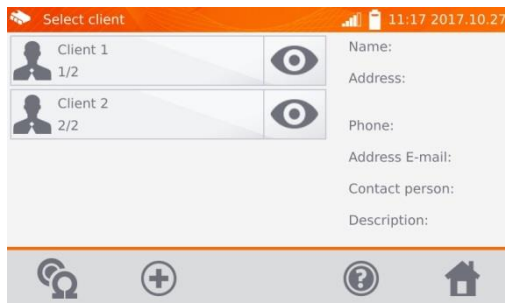 Select client
11:17 2017.10.27
Client 1
1/2
Client 2
2/2
Name:
Address:
Phone:
Address E-mail:
Contact person:
Description: